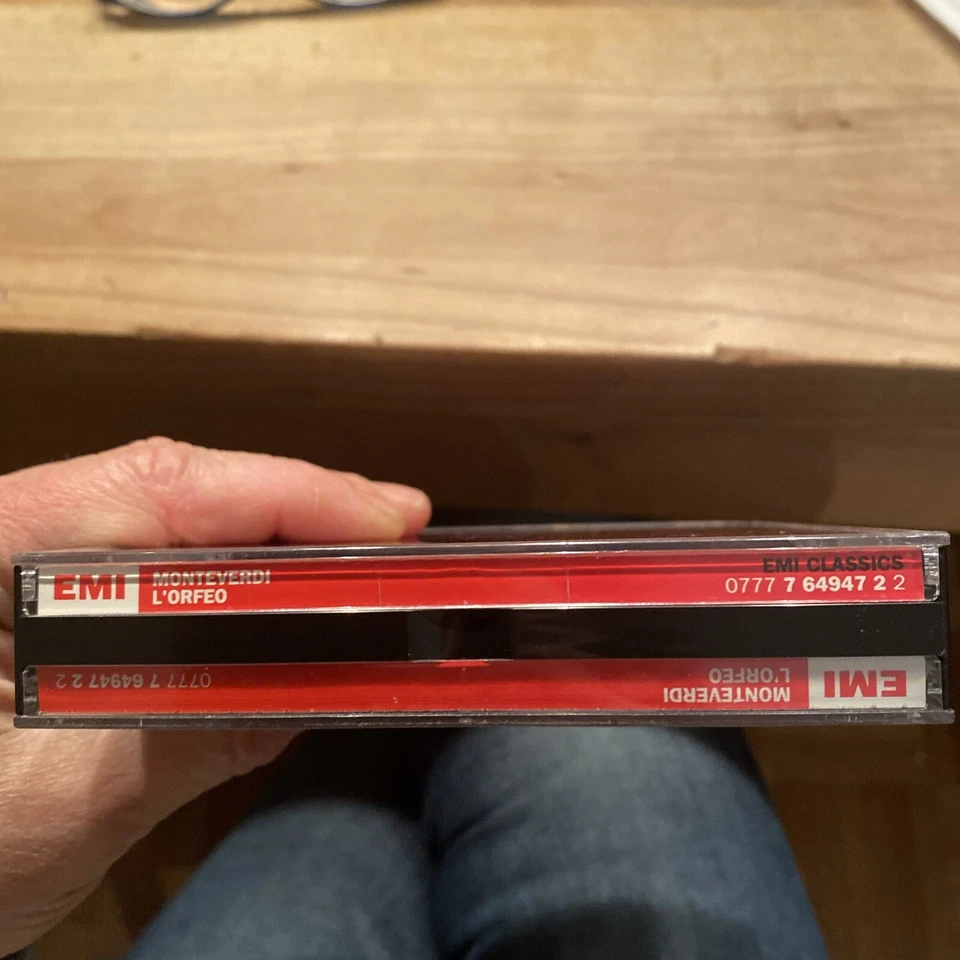 EMI
MONTEVERDI
L'ORFEO
EMI CLASSICS
0777 7 64947 2 2
EMI
MONTEVERDI
L'ORFEO
0777 7 64947 2 2